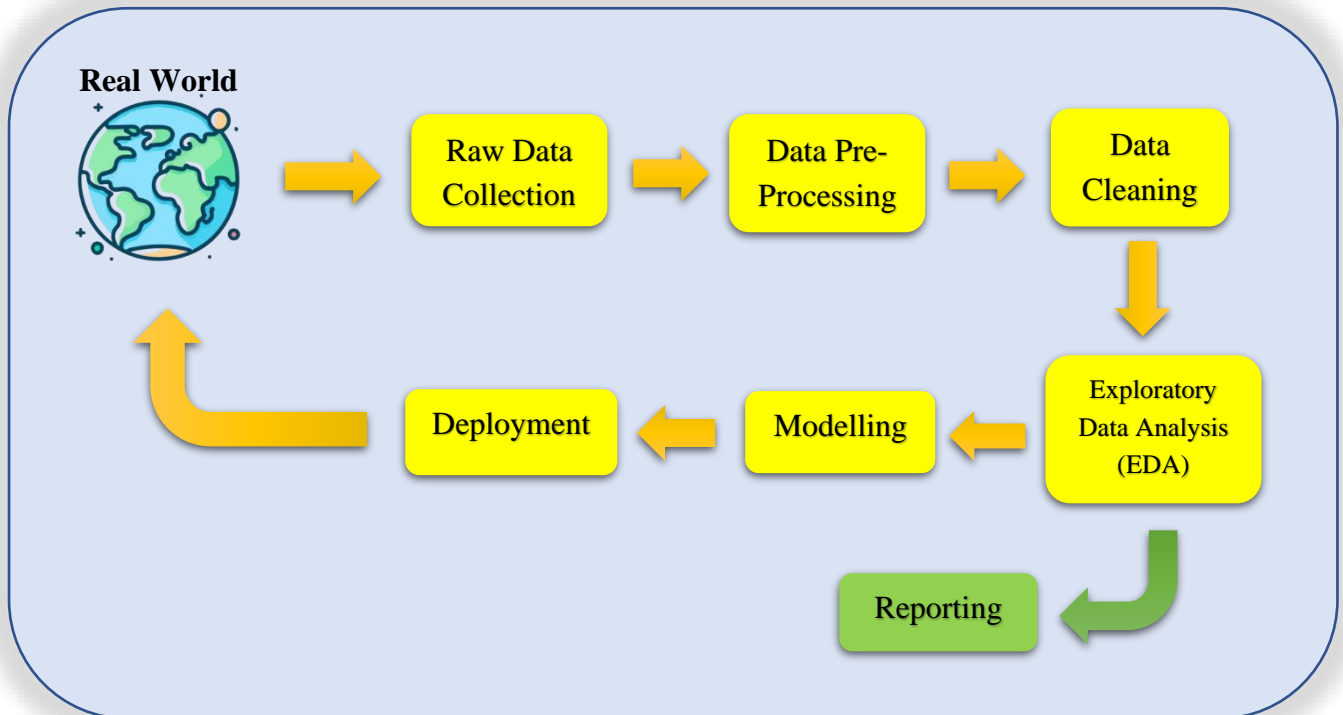 Real World
Raw Data
Collection
Data Pre-
Processing
Data
Cleaning
Exploratory
Data Analysis
(EDA)
Modelling
Deployment
Reporting